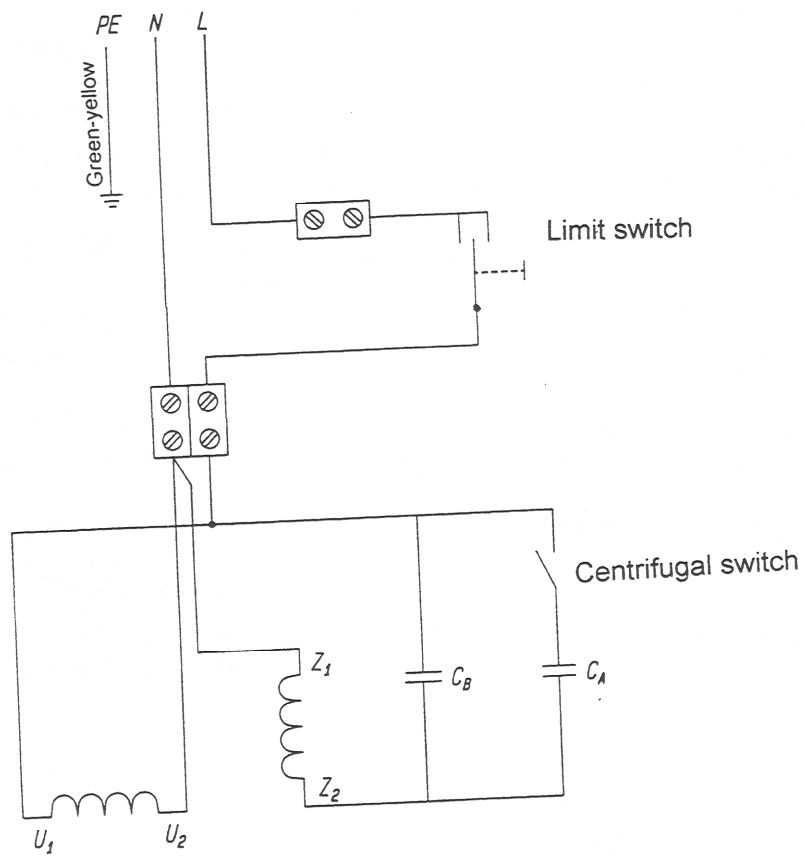 PE N L
Green-yellow
Limit switch
Centrifugal switch
Z1
CB
CA
Z2
U1
U2